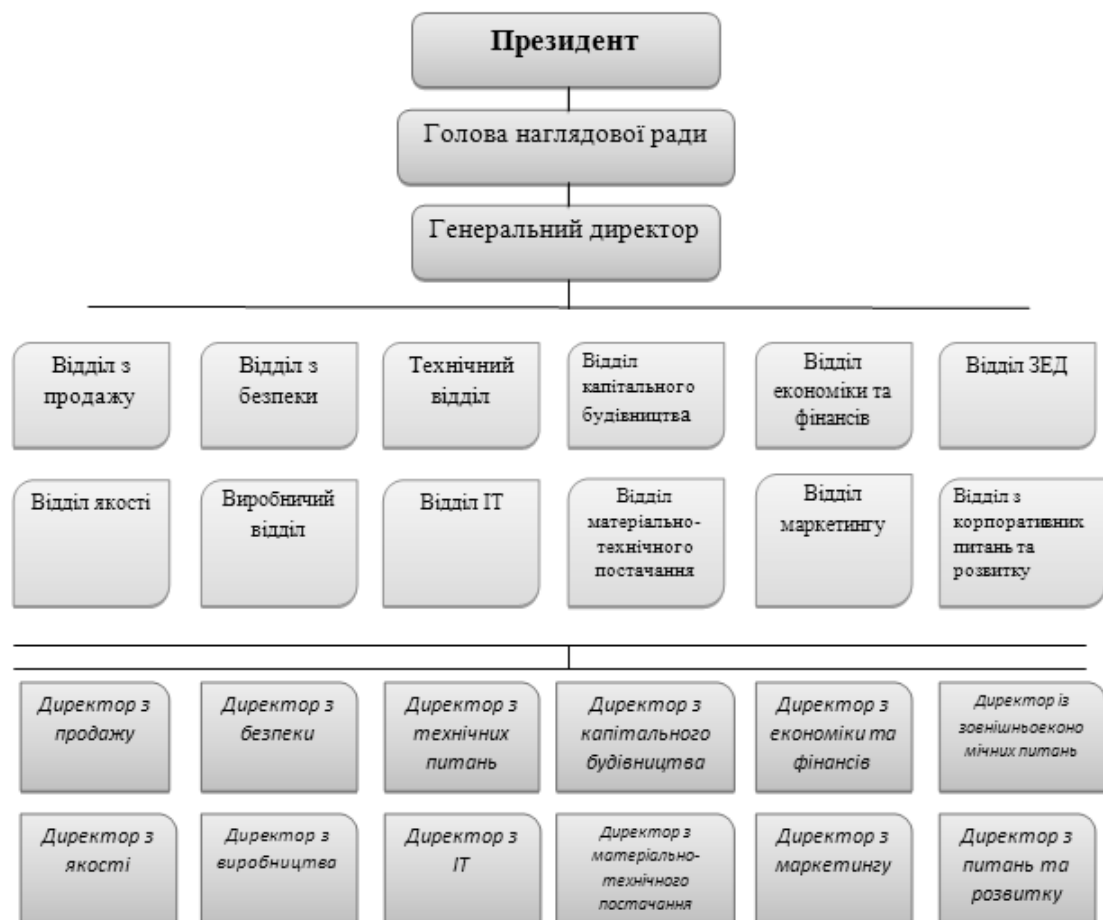 Президент
Голова наглядової ради
Генеральний директор
Відділ з
продажу
Відділ з
безпеки
Технічний
відділ
Відділ
капітального
будівництва
Відділ
економіки та
фінансів
Відділ ЗЕД
Відділ якості
Виробничий
відділ
Відділ ІТ
Відділ
матеріально-
технічного
постачання
Відділ
маркетингу
Відділ з
корпоративних
питань та
розвитку
Директор з
продажу
Директор з
безпеки
Директор з
технічних
питань
Директор з
капітального
будівництва
Директор з
економіки та
фінансів
Директор із
зовнішньоеконо
мічних питань
Директор з
якості
Директор з
виробництва
Директор з
ІТ
Директор з
матеріально-
технічного
постачання
Директор з
маркетингу
Директор з
питань та
розвитку